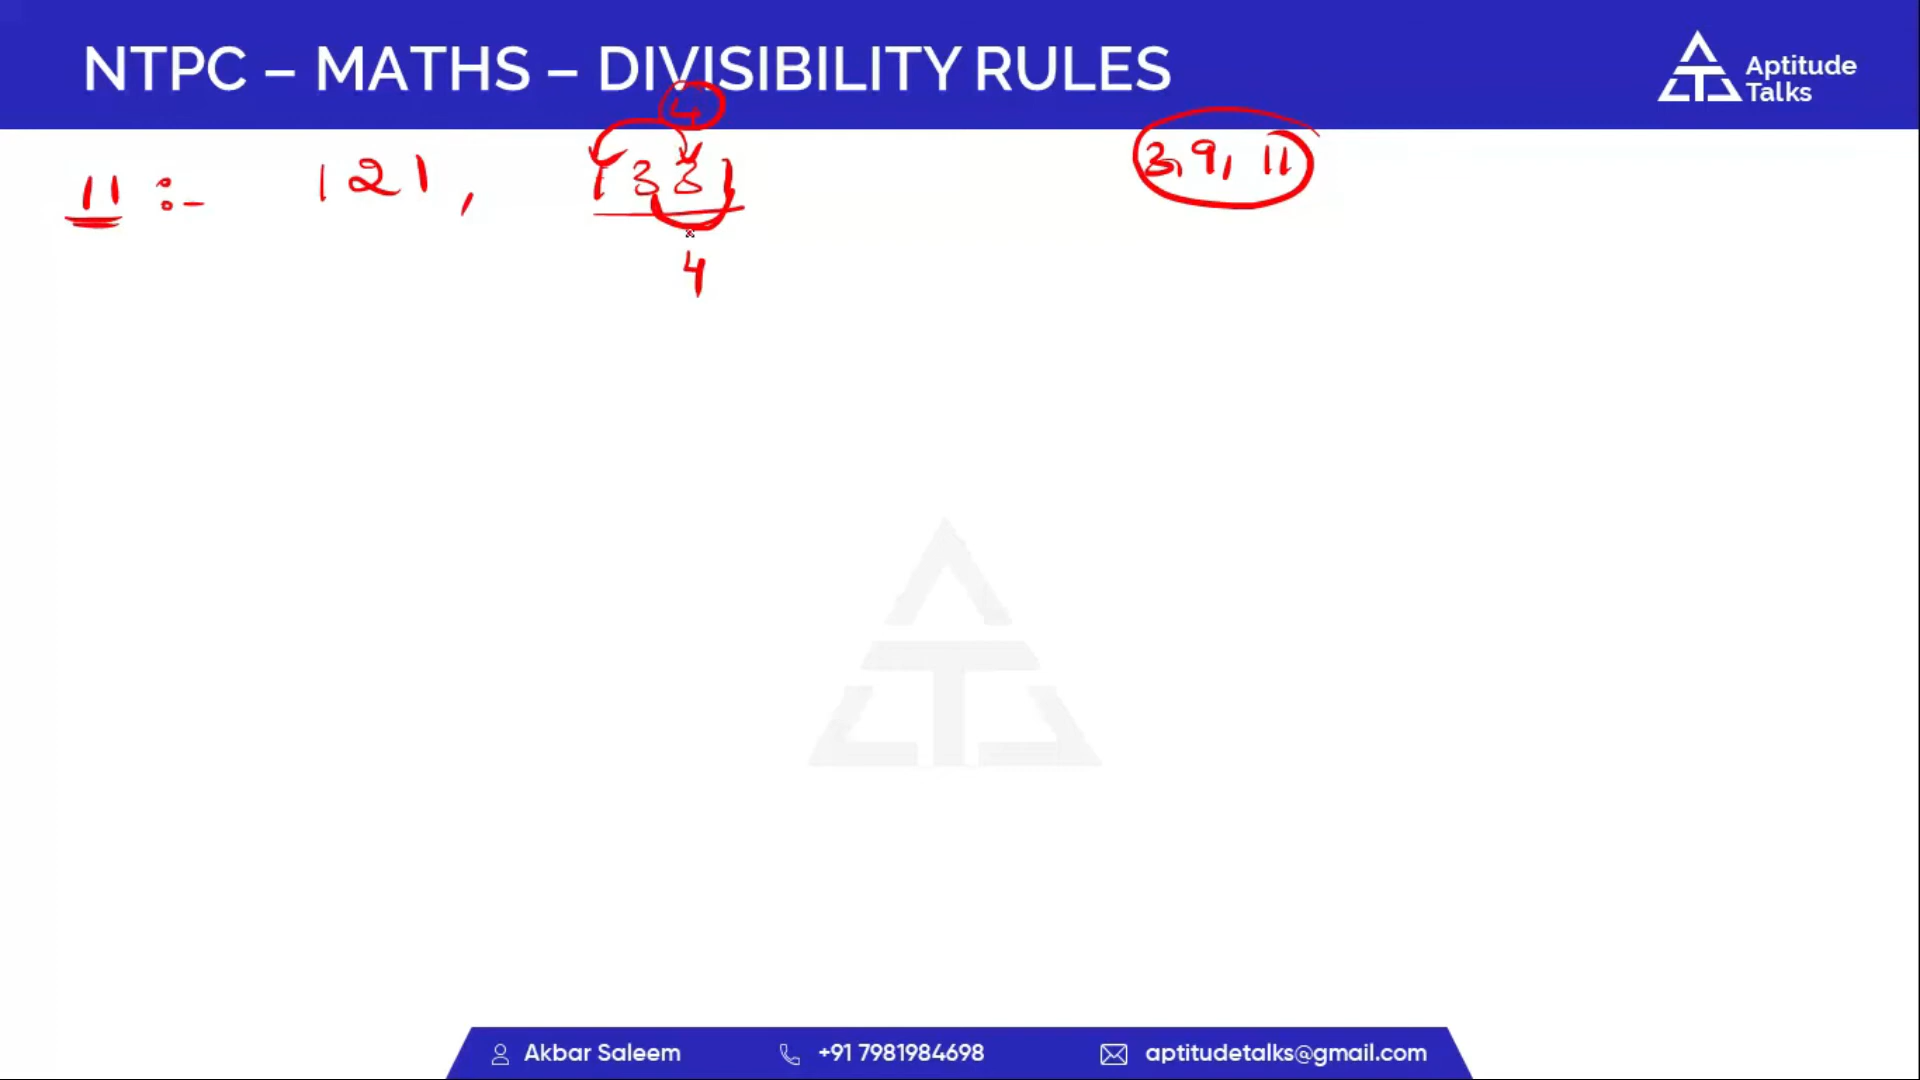 NTPC – MATHS – DIVISIBILITY RULES
Aptitude
Talks
4
3, 9, 11
11 :- 121, 1331
4
Akbar Saleem
+91 7981984698
aptitudetalks@gmail.com